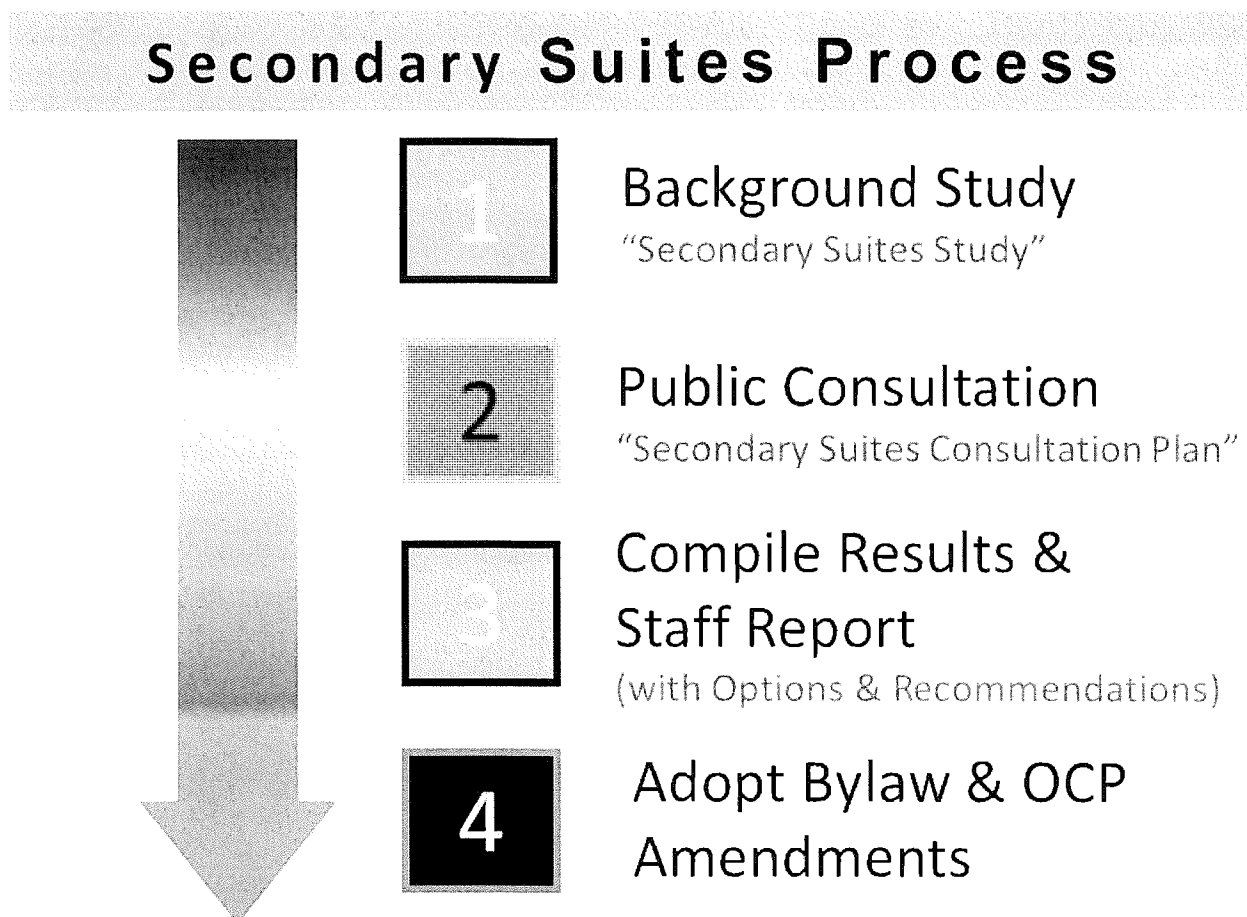 Secondary Suites Process
1
Background Study
"Secondary Suites Study"
2
Public Consultation
"Secondary Suites Consultation Plan"
3
Compile Results &
Staff Report
(with Options & Recommendations)
4
Adopt Bylaw & OCP
Amendments